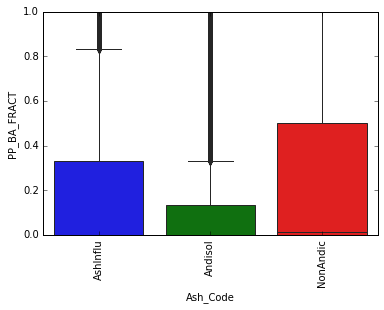 1.0
0.8
0.6
0.4
0.2
0.0
PP_BA_FRACT
AshInflu
Andisol
NonAndic
Ash_Code